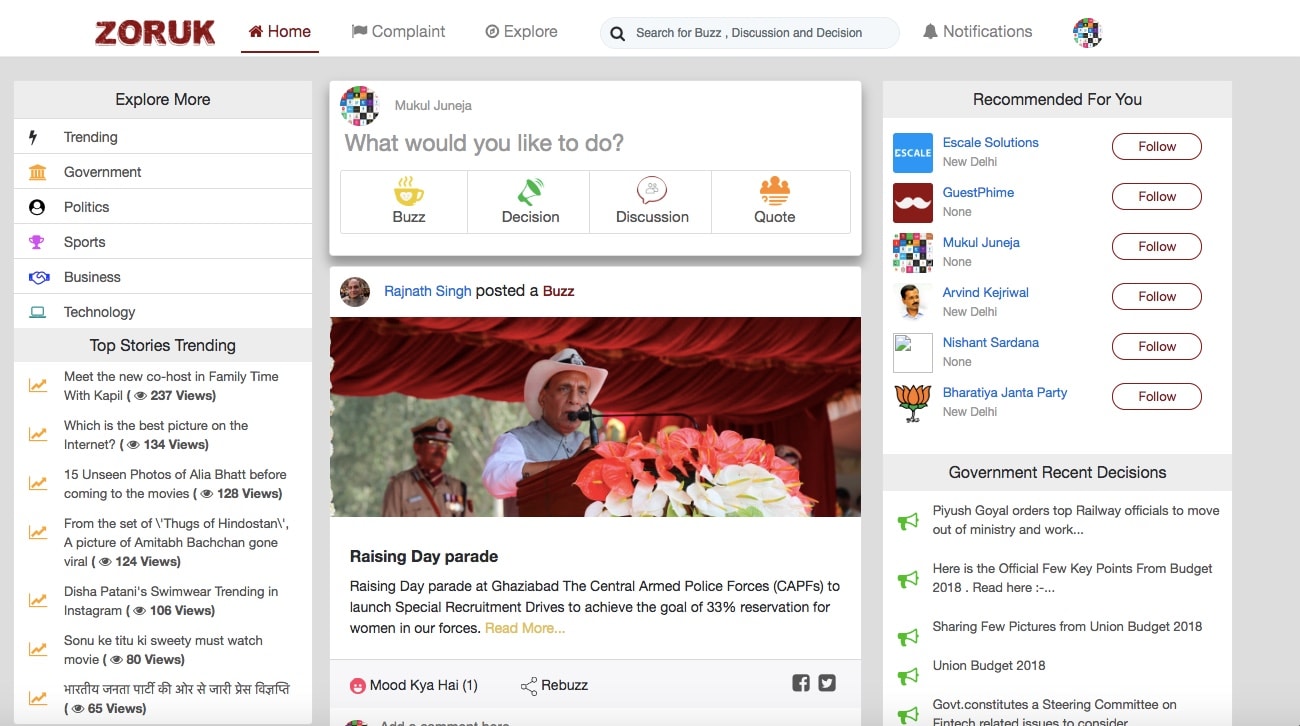 ZORUK
Home
Complaint
Explore
Search for Buzz , Discussion and Decision
Notifications
Explore More
Trending
Government
Politics
Sports
Business
Technology
Top Stories Trending
Meet the new co-host in Family Time
With Kapil ( 237 Views)
Which is the best picture on the
Internet? ( 134 Views)
15 Unseen Photos of Alia Bhatt before
coming to the movies ( 128 Views)
From the set of \'Thugs of Hindostan\',
A picture of Amitabh Bachchan gone
viral ( 124 Views)
Disha Patani's Swimwear Trending in
Instagram ( 106 Views)
Sonu ke titu ki sweety must watch
movie ( 80 Views)
भारतीय जनता पार्टी की ओर से जारी प्रेस विज्ञप्ति
( 65 Views)
Mukul Juneja
What would you like to do?
Buzz
Decision
Discussion
Quote
Rajnath Singh posted a Buzz
Raising Day parade
Raising Day parade at Ghaziabad The Central Armed Police Forces (CAPFs) to
launch Special Recruitment Drives to achieve the goal of 33% reservation for
women in our forces. Read More...
Mood Kya Hai (1)
Rebuzz
Add a comment here
Recommended For You
ESCALE
Escale Solutions
New Delhi
Follow
GuestPhime
None
Follow
Mukul Juneja
None
Follow
Arvind Kejriwal
New Delhi
Follow
Nishant Sardana
None
Follow
Bharatiya Janta Party
New Delhi
Follow
Government Recent Decisions
Piyush Goyal orders top Railway officials to move
out of ministry and work...
Here is the Official Few Key Points From Budget
2018 . Read here :-...
Sharing Few Pictures from Union Budget 2018
Union Budget 2018
Govt.constitutes a Steering Committee on
Fintech related issues to consider